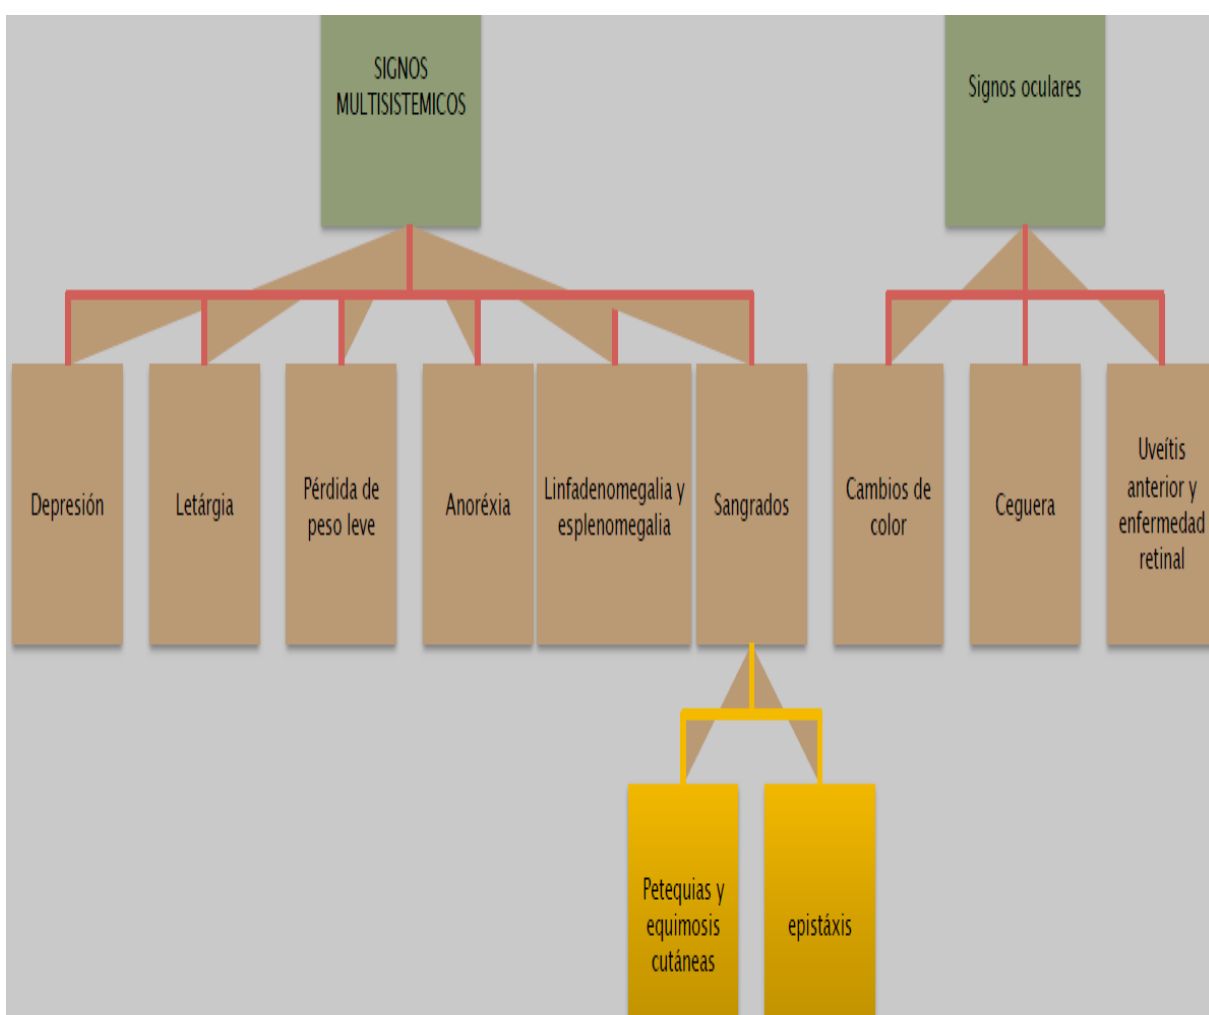 SIGNOS
MULTISISTEMICOS
Signos oculares
Depresión
Letárgia
Pérdida de
peso leve
Anoréxia
Linfadenomegalia y
esplenomegalia
Sangrados
Cambios de
color
Ceguera
Uveítis
anterior y
enfermedad
retinal
Petequias y
equimosis
cutáneas
epistáxis